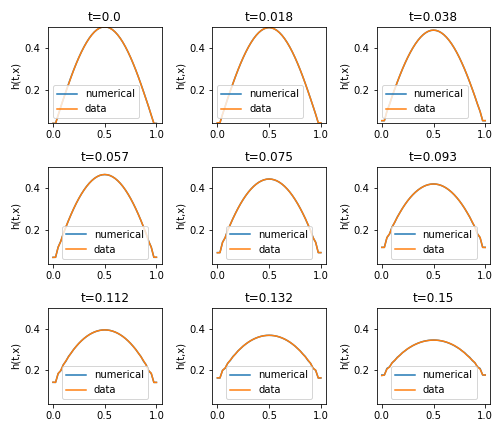 t=0.0
t=0.018
t=0.038
0.4
0.2
h(t,x)
numerical
data
0.0
0.5
1.0
0.4
0.2
h(t,x)
numerical
data
0.0
0.5
1.0
0.4
0.2
h(t,x)
numerical
data
0.0
0.5
1.0
t=0.057
t=0.075
t=0.093
0.4
0.2
h(t,x)
numerical
data
0.0
0.5
1.0
0.4
0.2
h(t,x)
numerical
data
0.0
0.5
1.0
0.4
0.2
h(t,x)
numerical
data
0.0
0.5
1.0
t=0.112
t=0.132
t=0.15
0.4
0.2
h(t,x)
numerical
data
0.0
0.5
1.0
0.4
0.2
h(t,x)
numerical
data
0.0
0.5
1.0
0.4
0.2
h(t,x)
numerical
data
0.0
0.5
1.0